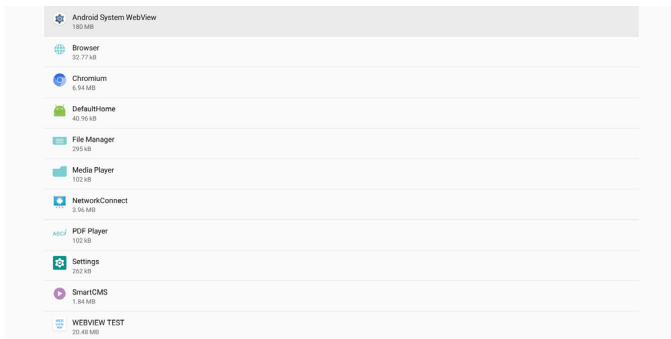 Android System WebView
180 MB
Browser
32.77 kB
Chromium
6.94 MB
DefaultHome
40.96 kB
File Manager
295 kB
Media Player
102 kB
NetworkConnect
3.96 MB
PDF Player
102 kB
Settings
262 kB
SmartCMS
1.84 MB
WEBVIEW TEST
20.48 MB